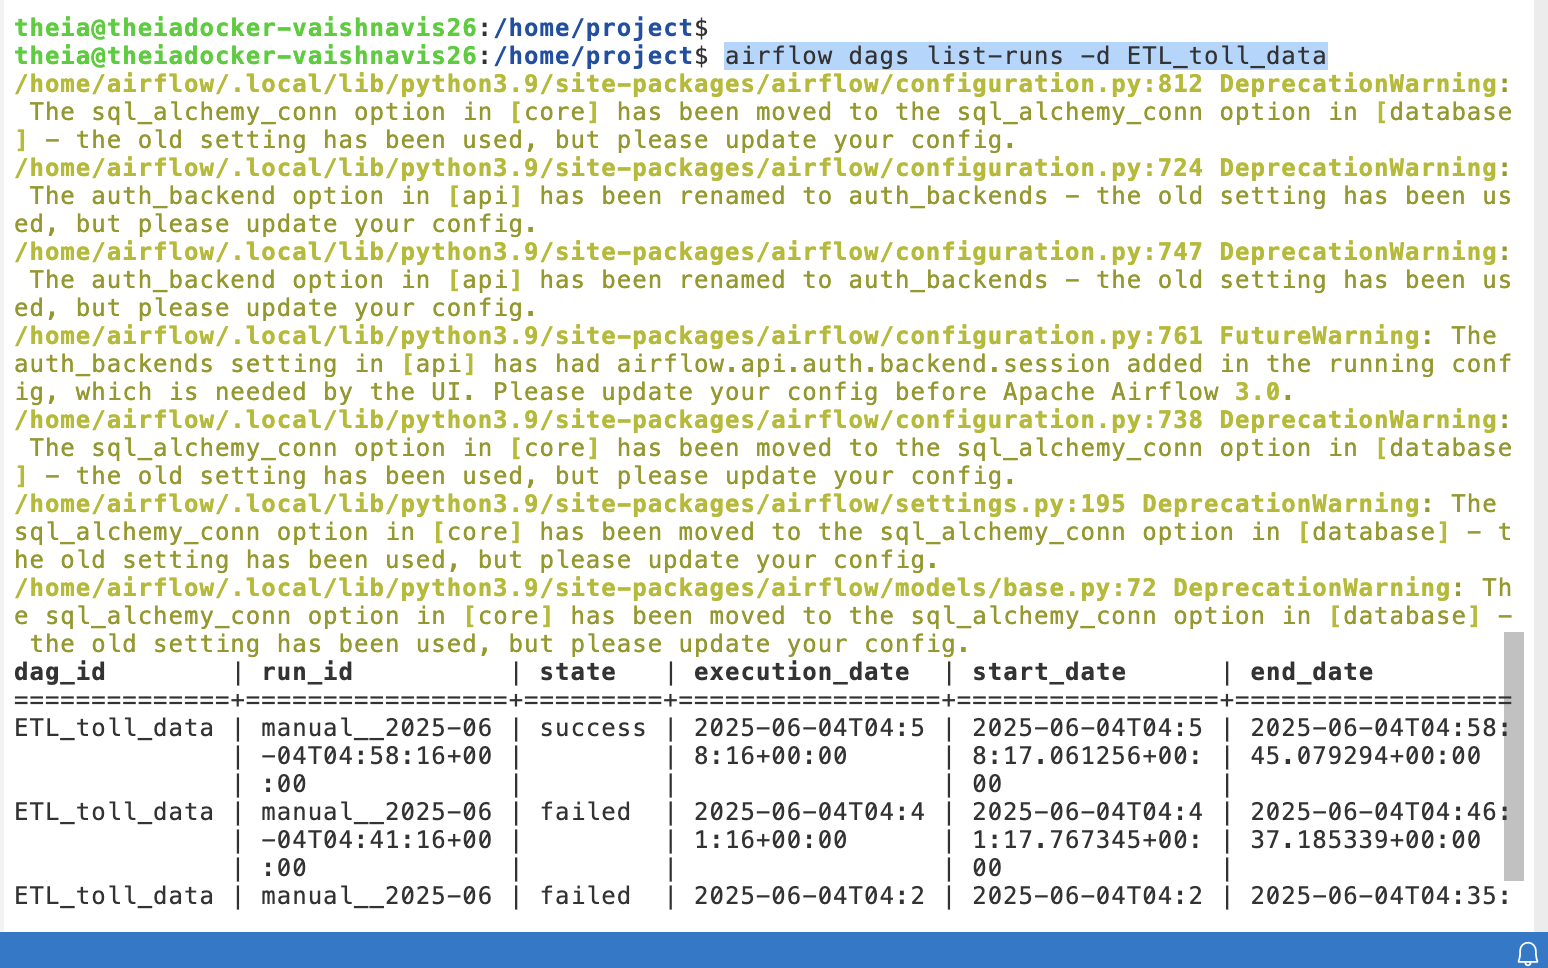 theia@theiadocker-vaishnavis26:/home/project$
theia@theiadocker-vaishnavis26:/home/project$ airflow dags list-runs -d ETL_toll_data
/home/airflow/.local/lib/python3.9/site-packages/airflow/configuration.py:812 DeprecationWarning:
 The sql_alchemy_conn option in [core] has been moved to the sql_alchemy_conn option in [database
] - the old setting has been used, but please update your config.
/home/airflow/.local/lib/python3.9/site-packages/airflow/configuration.py:724 DeprecationWarning:
 The auth_backend option in [api] has been renamed to auth_backends - the old setting has been us
ed, but please update your config.
/home/airflow/.local/lib/python3.9/site-packages/airflow/configuration.py:747 DeprecationWarning:
 The auth_backend option in [api] has been renamed to auth_backends - the old setting has been us
ed, but please update your config.
/home/airflow/.local/lib/python3.9/site-packages/airflow/configuration.py:761 FutureWarning: The
auth_backends setting in [api] has had airflow.api.auth.backend.session added in the running conf
ig, which is needed by the UI. Please update your config before Apache Airflow 3.0.
/home/airflow/.local/lib/python3.9/site-packages/airflow/configuration.py:738 DeprecationWarning:
 The sql_alchemy_conn option in [core] has been moved to the sql_alchemy_conn option in [database
] - the old setting has been used, but please update your config.
/home/airflow/.local/lib/python3.9/site-packages/airflow/settings.py:195 DeprecationWarning: The
sql_alchemy_conn option in [core] has been moved to the sql_alchemy_conn option in [database] - t
he old setting has been used, but please update your config.
/home/airflow/.local/lib/python3.9/site-packages/airflow/models/base.py:72 DeprecationWarning: Th
e sql_alchemy_conn option in [core] has been moved to the sql_alchemy_conn option in [database] -
 the old setting has been used, but please update your config.
dag_id        | run_id          | state   | execution_date  | start_date      | end_date
==============+=================+=========+=================+=================+==================
ETL_toll_data | manual__2025-06 | success | 2025-06-04T04:5 | 2025-06-04T04:5 | 2025-06-04T04:58:
              | -04T04:58:16+00 |         | 8:16+00:00      | 8:17.061256+00: | 45.079294+00:00
              | :00             |         |                 | 00              |
ETL_toll_data | manual__2025-06 | failed  | 2025-06-04T04:4 | 2025-06-04T04:4 | 2025-06-04T04:46:
              | -04T04:41:16+00 |         | 1:16+00:00      | 1:17.767345+00: | 37.185339+00:00
              | :00             |         |                 | 00              |
ETL_toll_data | manual__2025-06 | failed  | 2025-06-04T04:2 | 2025-06-04T04:2 | 2025-06-04T04:35: